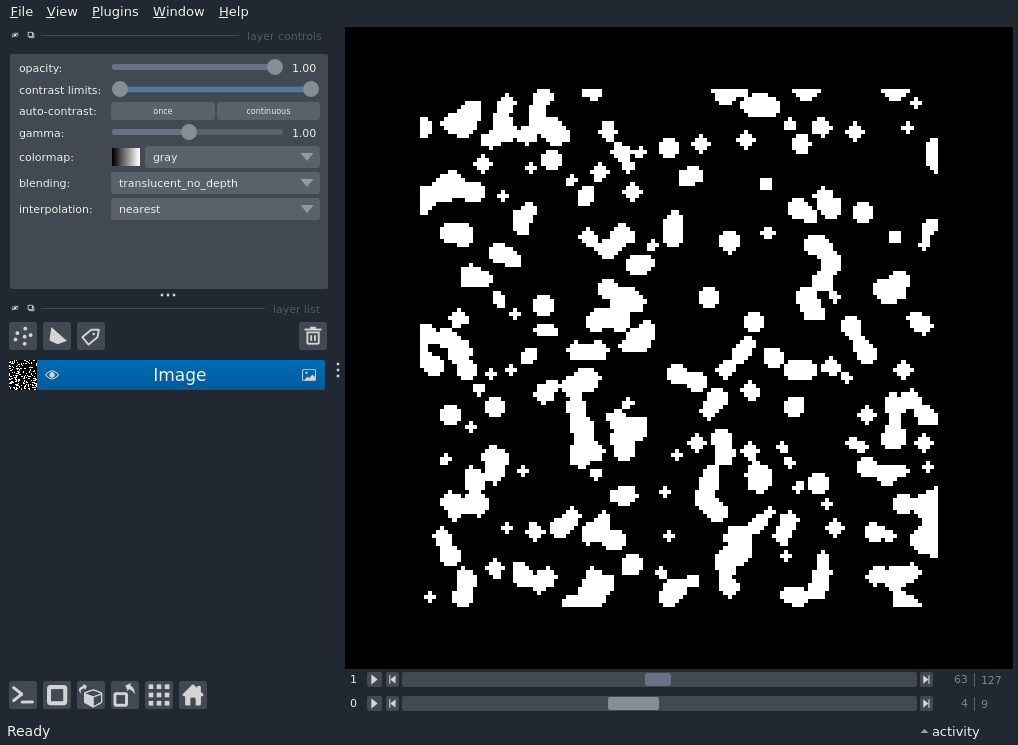 File View Plugins Window Help
layer controls
opacity: 1.00
contrast limits:
auto-contrast: once continuous
gamma: 1.00
colormap: gray
blending: translucent_no_depth
interpolation: nearest
layer list
Image
1 63 127
0 4 9
Ready activity